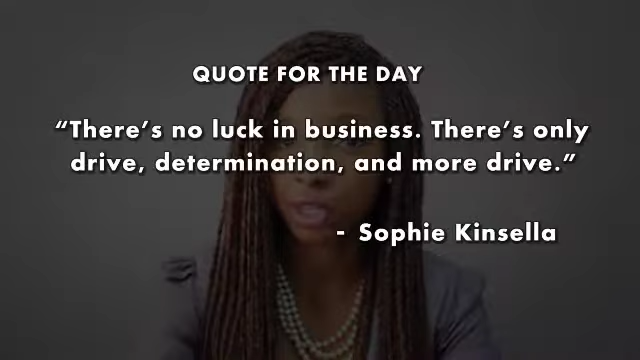 QUOTE FOR THE DAY
“There’s no luck in business. There’s only
drive, determination, and more drive.”
- Sophie Kinsella